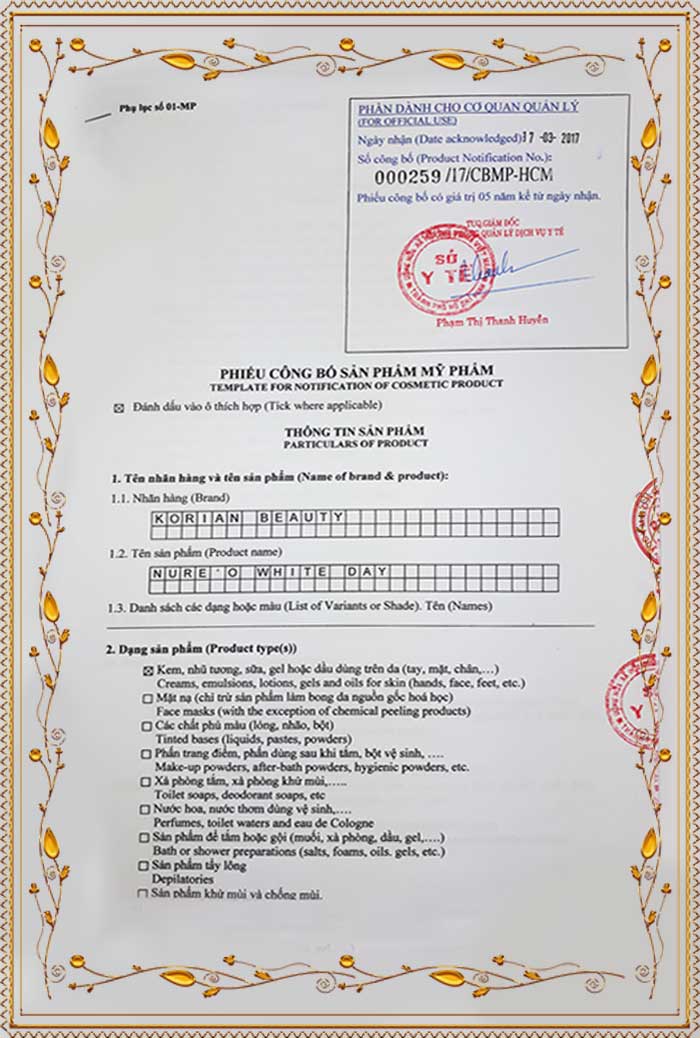 Phụ lục số 01-MP
PHẦN DÀNH CHO CƠ QUAN QUẢN LÝ
(FOR OFFICIAL USE)
Ngày nhận (Date acknowledged): 17 -03- 2017
Số công bố (Product Notification No.):
000259 /17/CBMP-HCM
Phiếu công bố có giá trị 05 năm kể từ ngày nhận.
TUQ.GIÁM ĐỐC
QUẢN LÝ DỊCH VỤ Y TẾ
SỞ
Y TẾ
Phạm Thị Thanh Huyền
PHIẾU CÔNG BỐ SẢN PHẨM MỸ PHẨM
TEMPLATE FOR NOTIFICATION OF COSMETIC PRODUCT
☒ Đánh dấu vào ô thích hợp (Tick where applicable)
THÔNG TIN SẢN PHẨM
PARTICULARS OF PRODUCT
1. Tên nhãn hàng và tên sản phẩm (Name of brand & product):
1.1. Nhãn hàng (Brand)
KORIAN BEAUTY
1.2. Tên sản phẩm (Product name)
NURE'O WHITE DAY
1.3. Danh sách các dạng hoặc màu (List of Variants or Shade). Tên (Names)
2. Dạng sản phẩm (Product type(s))
☒ Kem, nhũ tương, sữa, gel hoặc dầu dùng trên da (tay, mặt, chân,…)
Creams, emulsions, lotions, gels and oils for skin (hands, face, feet, etc.)
☐ Mặt nạ (chỉ trừ sản phẩm làm bong da nguồn gốc hoá học)
Face masks (with the exception of chemical peeling products)
☐ Các chất phủ màu (lỏng, nhão, bột)
Tinted bases (liquids, pastes, powders)
☐ Phấn trang điểm, phấn dùng sau khi tắm, bột vệ sinh, ….
Make-up powders, after-bath powders, hygienic powders, etc.
☐ Xà phòng tắm, xà phòng khử mùi,…..
Toilet soaps, deodorant soaps, etc
☐ Nước hoa, nước thơm dùng vệ sinh,….
Perfumes, toilet waters and eau de Cologne
☐ Sản phẩm để tắm hoặc gội (muối, xà phòng, dầu, gel,….)
Bath or shower preparations (salts, foams, oils. gels, etc.)
☐ Sản phẩm tẩy lông
Depilatories
☐ Sản phẩm khử mùi và chống mùi.
Y